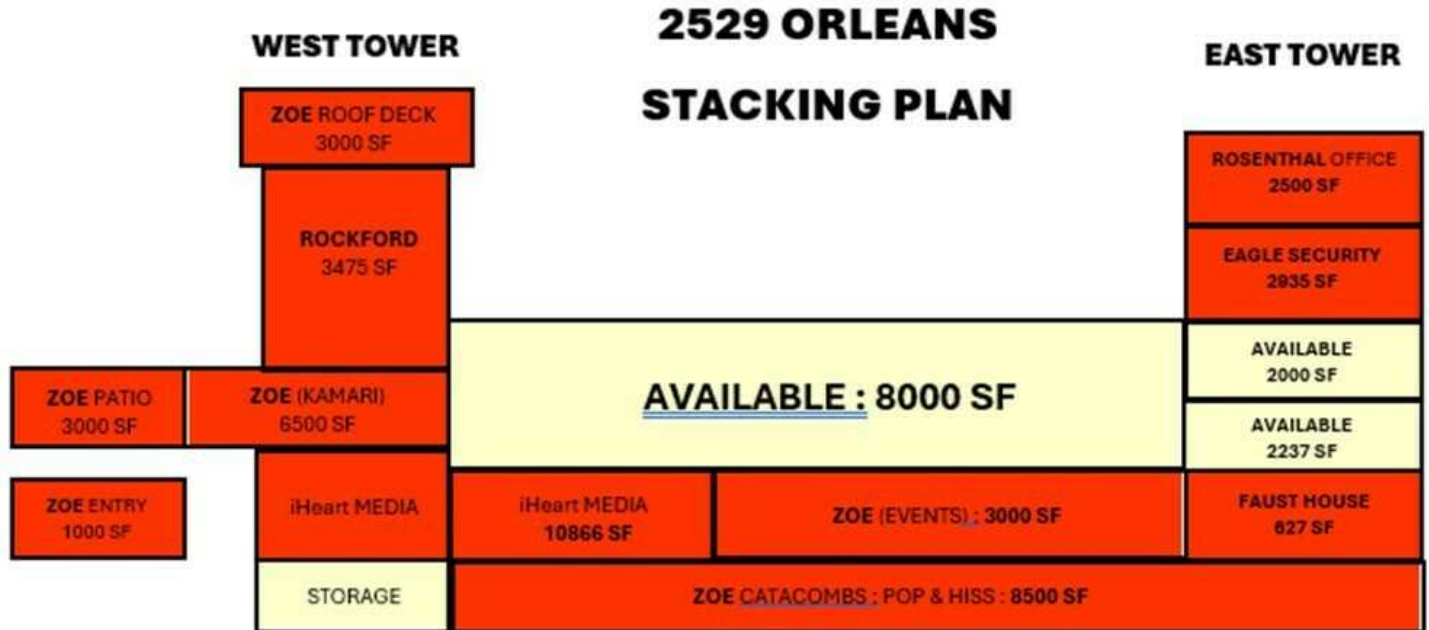 2529 ORLEANS
STACKING PLAN
WEST TOWER
EAST TOWER
ZOE ROOF DECK
3000 SF
ROCKFORD
3475 SF
ZOE PATIO
3000 SF
ZOE (KAMARI)
6500 SF
ZOE ENTRY
1000 SF
iHeart MEDIA
STORAGE
AVAILABLE : 8000 SF
iHeart MEDIA
10866 SF
ZOE (EVENTS) : 3000 SF
ZOE CATACOMBS : POP & HISS : 8500 SF
ROSENTHAL OFFICE
2500 SF
EAGLE SECURITY
2935 SF
AVAILABLE
2000 SF
AVAILABLE
2237 SF
FAUST HOUSE
627 SF